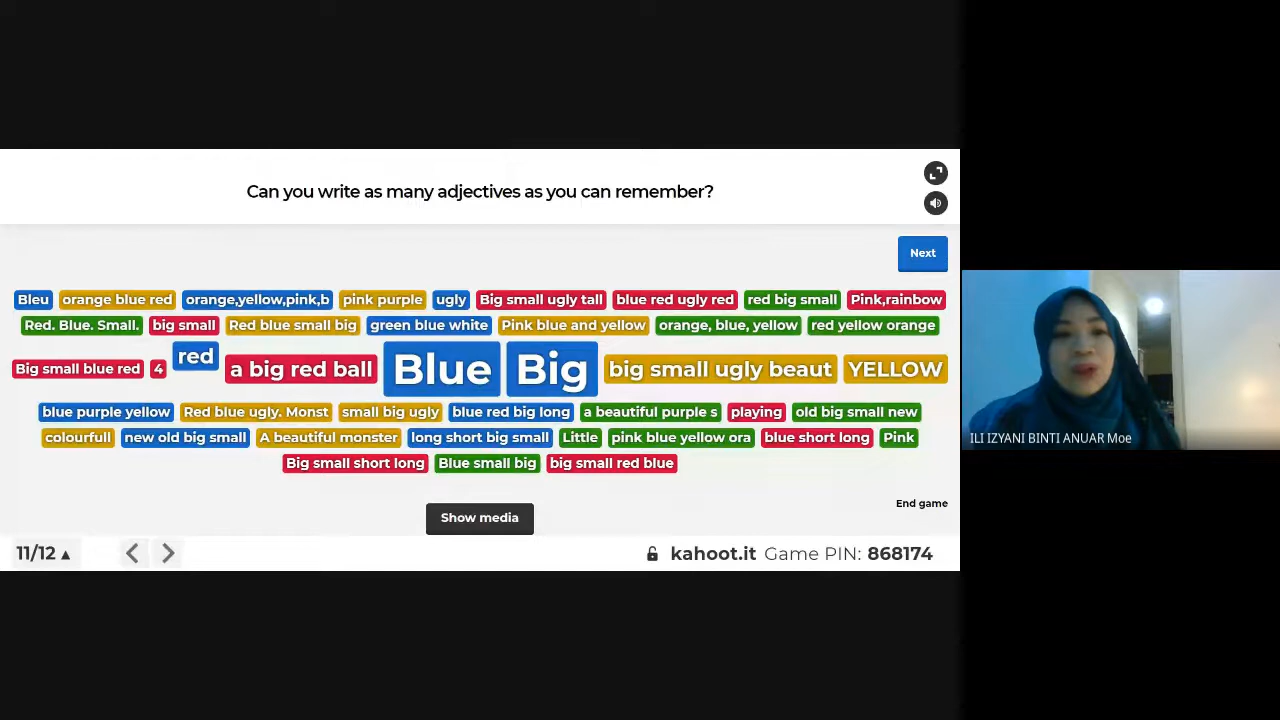 Can you write as many adjectives as you can remember?
Next
Bleu orange blue red orange,yellow,pink,b pink purple ugly Big small ugly tall blue red ugly red red big small Pink,rainbow
Red. Blue. Small. big small Red blue small big green blue white Pink blue and yellow orange, blue, yellow red yellow orange
Big small blue red 4 red a big red ball Blue Big big small ugly beaut YELLOW
blue purple yellow Red blue ugly. Monst small big ugly blue red big long a beautiful purple s playing old big small new
colourfull new old big small A beautiful monster long short big small Little pink blue yellow ora blue short long Pink
Big small short long Blue small big big small red blue
ILI IZYANI BINTI ANUAR Moe
End game
Show media
11/12 ▲ kahoot.it Game PIN: 868174